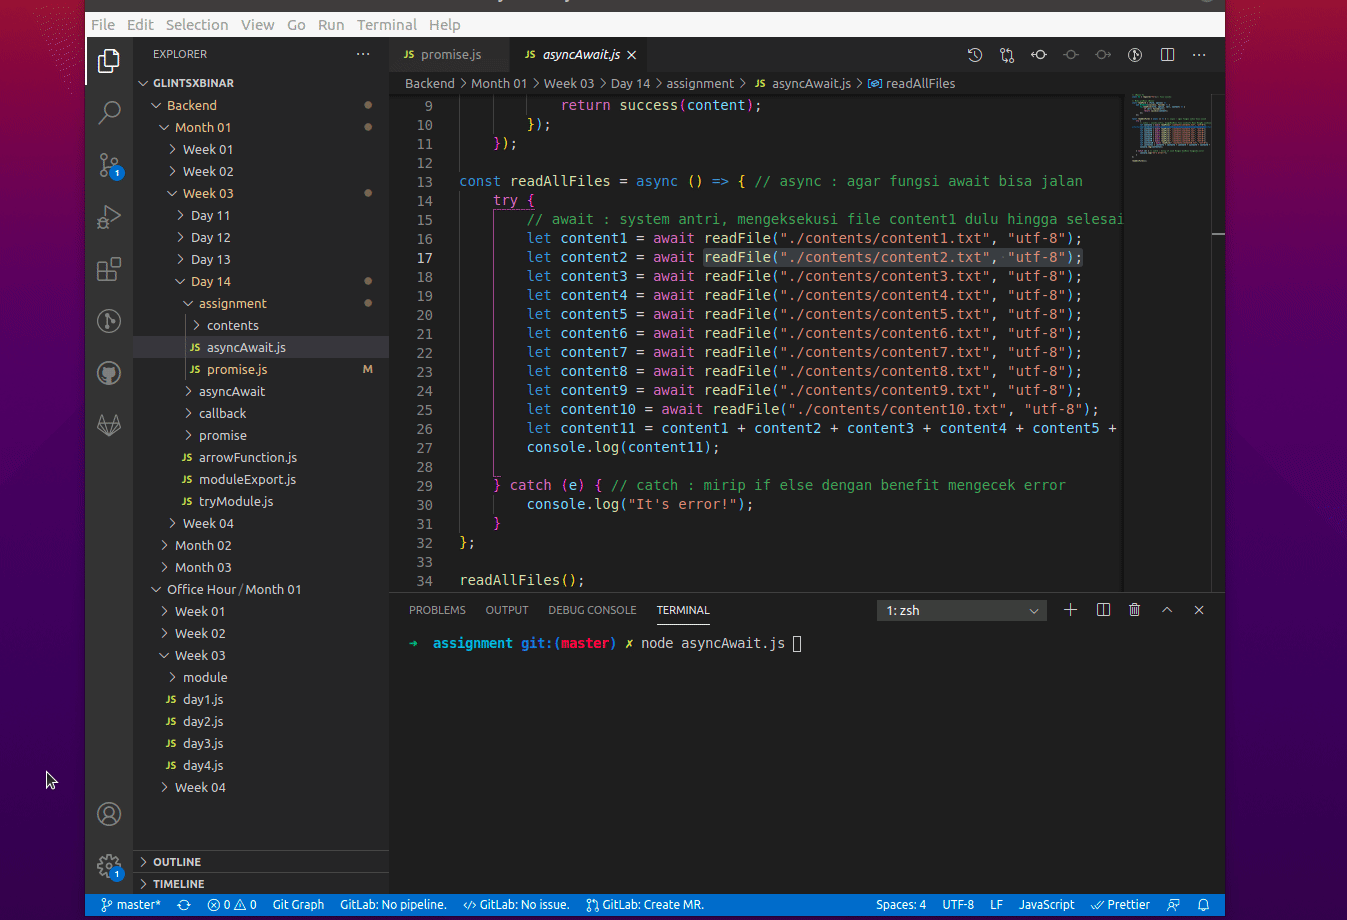 File Edit Selection View Go Run Terminal Help
EXPLORER
GLINTSXBINAR
Backend
Month 01
Week 01
Week 02
Week 03
Day 11
Day 12
Day 13
Day 14
assignment
contents
JS asyncAwait.js
JS promise.js M
asyncAwait
callback
promise
JS arrowFunction.js
JS moduleExport.js
JS tryModule.js
Week 04
Month 02
Month 03
Office Hour / Month 01
Week 01
Week 02
Week 03
module
JS day1.js
JS day2.js
JS day3.js
JS day4.js
Week 04
OUTLINE
TIMELINE
1
1
JS promise.js JS asyncAwait.js
Backend > Month 01 > Week 03 > Day 14 > assignment > JS asyncAwait.js > readAllFiles
9 return success(content);
10 });
11 });
12
13 const readAllFiles = async () => { // async : agar fungsi await bisa jalan
14 try {
15 // await : system antri, mengeksekusi file content1 dulu hingga selesai
16 let content1 = await readFile("./contents/content1.txt", "utf-8");
17 let content2 = await readFile("./contents/content2.txt", "utf-8");
18 let content3 = await readFile("./contents/content3.txt", "utf-8");
19 let content4 = await readFile("./contents/content4.txt", "utf-8");
20 let content5 = await readFile("./contents/content5.txt", "utf-8");
21 let content6 = await readFile("./contents/content6.txt", "utf-8");
22 let content7 = await readFile("./contents/content7.txt", "utf-8");
23 let content8 = await readFile("./contents/content8.txt", "utf-8");
24 let content9 = await readFile("./contents/content9.txt", "utf-8");
25 let content10 = await readFile("./contents/content10.txt", "utf-8");
26 let content11 = content1 + content2 + content3 + content4 + content5 +
27 console.log(content11);
28
29 } catch (e) { // catch : mirip if else dengan benefit mengecek error
30 console.log("It's error!");
31 }
32 };
33
34 readAllFiles();
PROBLEMS OUTPUT DEBUG CONSOLE TERMINAL 1: zsh
➜ assignment git:(master) ✗ node asyncAwait.js
master* 0 0 Git Graph GitLab: No pipeline. GitLab: No issue. GitLab: Create MR. Spaces: 4 UTF-8 LF JavaScript Prettier